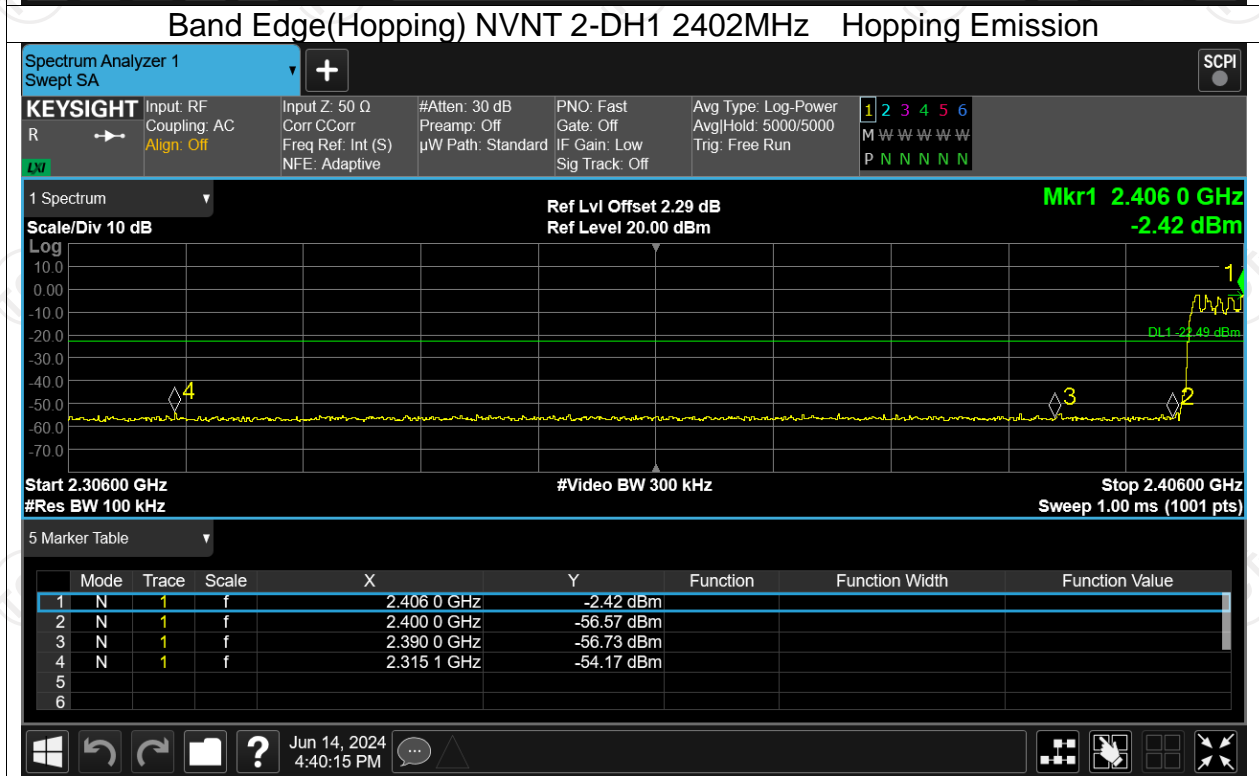 Band Edge(Hopping) NVNT 2-DH1 2402MHz Hopping Emission
Spectrum Analyzer 1
Swept SA
+
SCPI
KEYSIGHT
R
LXI
Input: RF
Coupling: AC
Align: Off
Input Z: 50 Ω
Corr CCorr
Freq Ref: Int (S)
NFE: Adaptive
#Atten: 30 dB
Preamp: Off
µW Path: Standard
PNO: Fast
Gate: Off
IF Gain: Low
Sig Track: Off
Avg Type: Log-Power
Avg|Hold: 5000/5000
Trig: Free Run
1 2 3 4 5 6
M W W W W W
P N N N N N
1 Spectrum
Scale/Div 10 dB
Ref Lvl Offset 2.29 dB
Ref Level 20.00 dBm
Mkr1 2.406 0 GHz
-2.42 dBm
Log
10.0
0.00
-10.0
-20.0
-30.0
-40.0
-50.0
-60.0
-70.0
1
DL1 -22.49 dBm
4
3
2
Start 2.30600 GHz
#Res BW 100 kHz
#Video BW 300 kHz
Stop 2.40600 GHz
Sweep 1.00 ms (1001 pts)
5 Marker Table
Mode Trace Scale X Y Function Function Width Function Value
1 N 1 f 2.406 0 GHz -2.42 dBm
2 N 1 f 2.400 0 GHz -56.57 dBm
3 N 1 f 2.390 0 GHz -56.73 dBm
4 N 1 f 2.315 1 GHz -54.17 dBm
5
6
?
Jun 14, 2024
4:40:15 PM